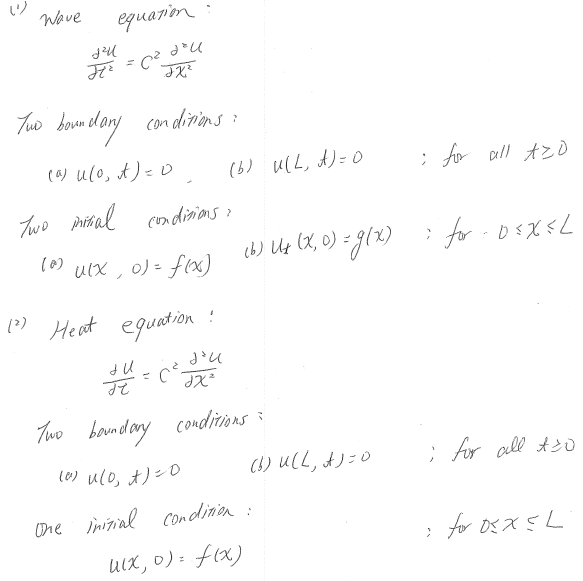 (1) Wave equation :
∂²u/∂t² = C² ∂²u/∂x²
Two boundary conditions :
(a) u(0, t) = 0 , (b) u(L, t) = 0 ; for all t ≥ 0
Two initial conditions :
(a) u(x, 0) = f(x) (b) u_t (x, 0) = g(x) ; for 0 ≤ x ≤ L
(2) Heat equation :
∂u/∂t = C² ∂²u/∂x²
Two boundary conditions :
(a) u(0, t) = 0 (b) u(L, t) = 0 ; for all t ≥ 0
One initial condition : ; for 0 ≤ x ≤ L
u(x, 0) = f(x)